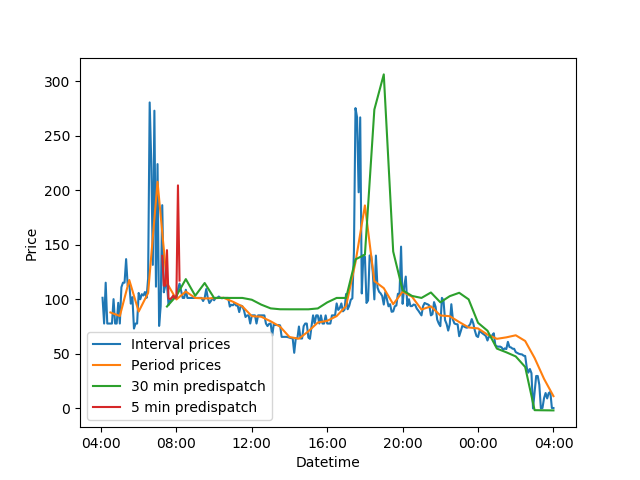 300
250
200
150
100
50
0
Price
Interval prices
Period prices
30 min predispatch
5 min predispatch
04:00 08:00 12:00 16:00 20:00 00:00 04:00
Datetime